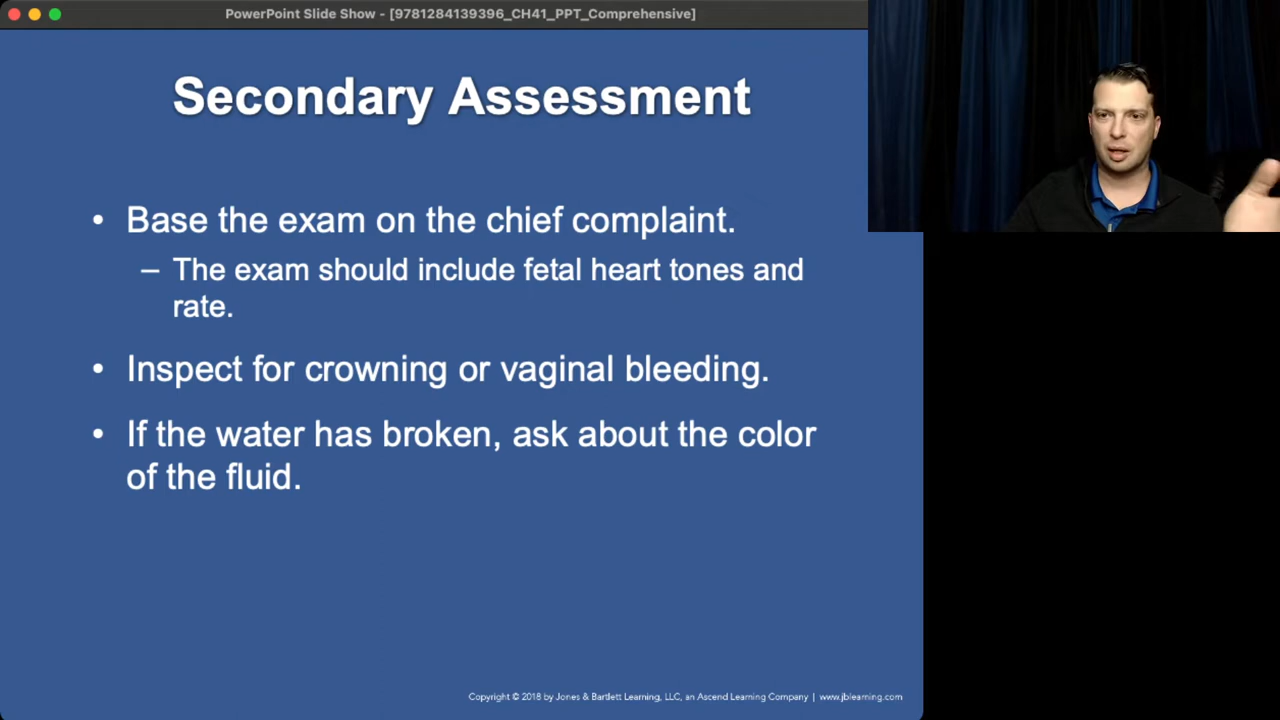 PowerPoint Slide Show - [9781284139396_CH41_PPT_Comprehensive]
Secondary Assessment
• Base the exam on the chief complaint.
– The exam should include fetal heart tones and
rate.
• Inspect for crowning or vaginal bleeding.
• If the water has broken, ask about the color
of the fluid.
Copyright © 2018 by Jones & Bartlett Learning, LLC, an Ascend Learning Company | www.jblearning.com